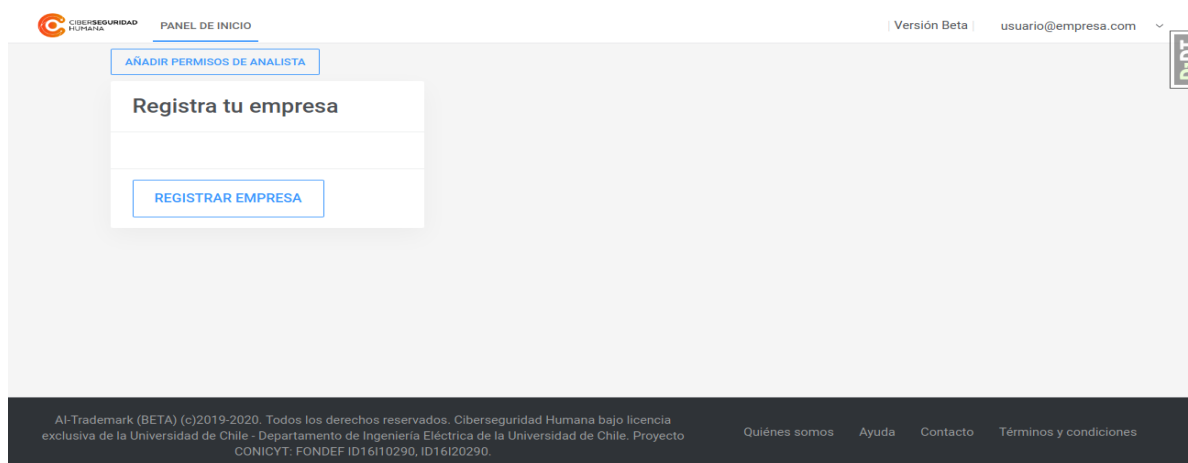 CIBERSEGURIDAD
HUMANA
PANEL DE INICIO
| Versión Beta |
usuario@empresa.com
AÑADIR PERMISOS DE ANALISTA
Registra tu empresa
REGISTRAR EMPRESA
AI-Trademark (BETA) (c)2019-2020. Todos los derechos reservados. Ciberseguridad Humana bajo licencia
exclusiva de la Universidad de Chile - Departamento de Ingeniería Eléctrica de la Universidad de Chile. Proyecto
CONICYT: FONDEF ID16I10290, ID16I20290.
Quiénes somos
Ayuda
Contacto
Términos y condiciones